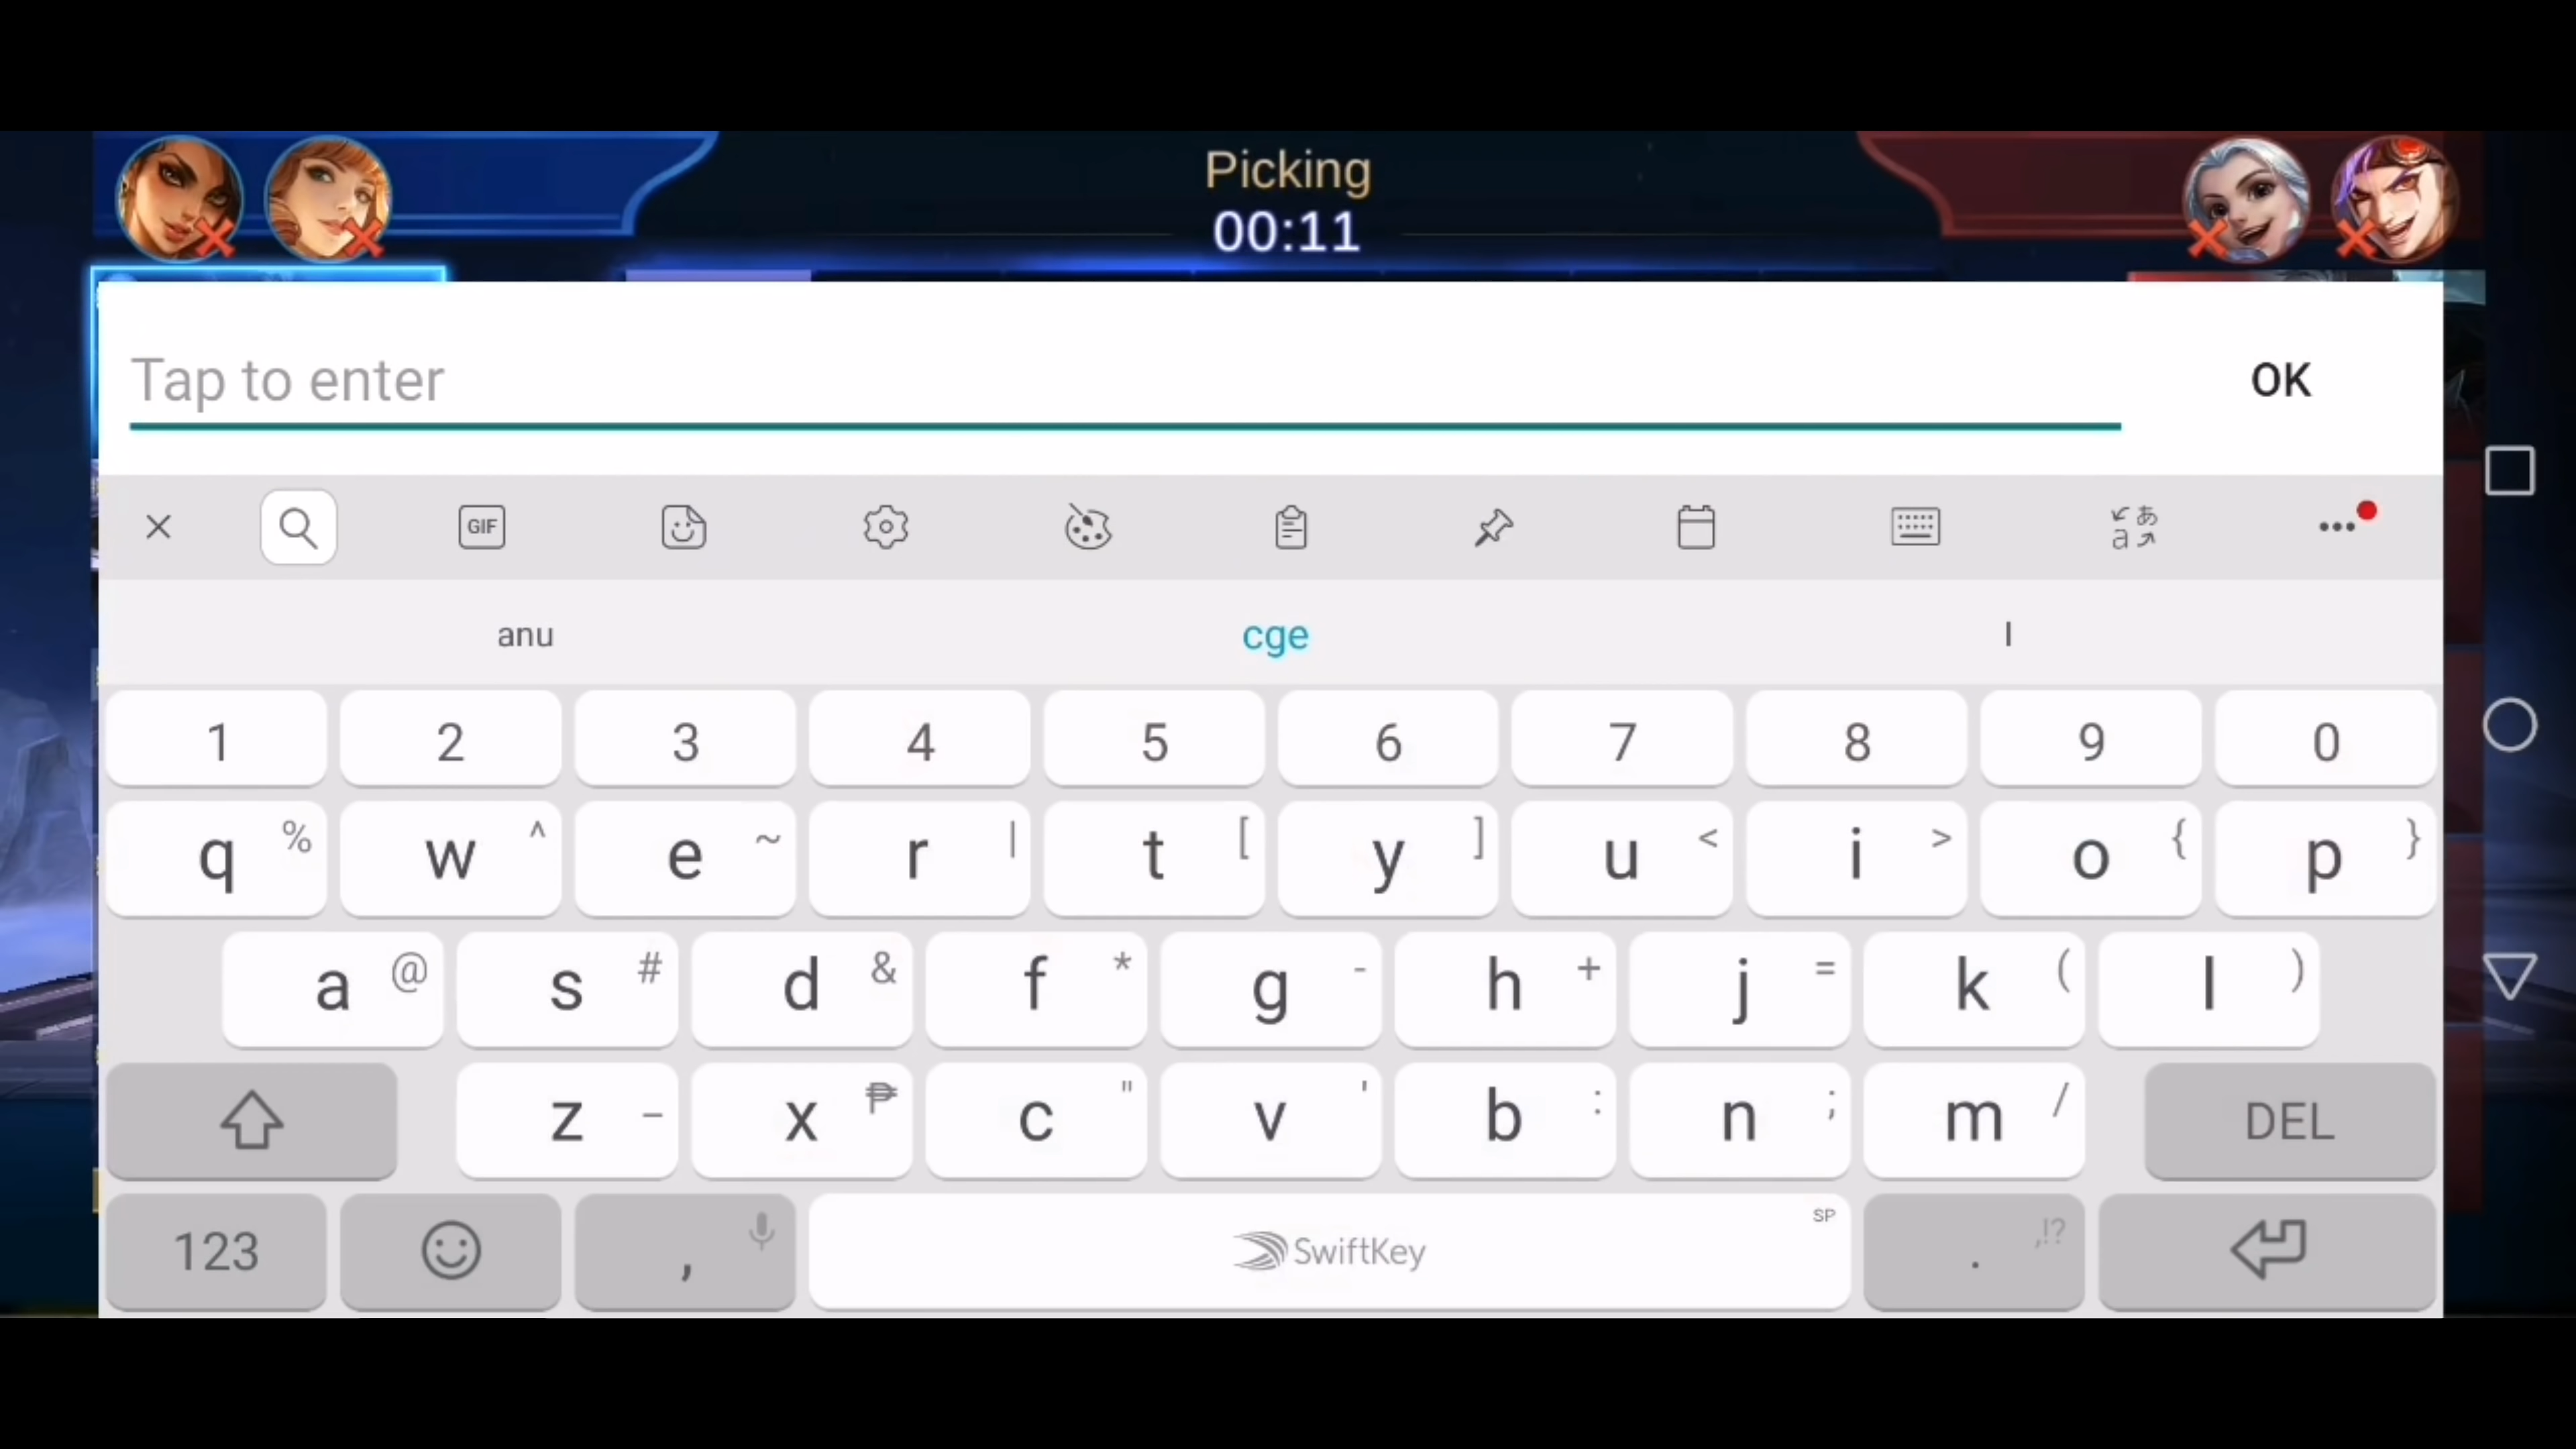 Picking
00:11
Tap to enter
OK
GIF
あ
a
anu cge I
1 2 3 4 5 6 7 8 9 0
q % w ^ e ~ r | t [ y ] u < i > o { p }
a @ s # d & f * g - h + j = k ( l )
z _ x ₱ c " v ' b : n ; m / DEL
123 , SwiftKey SP . ,!?